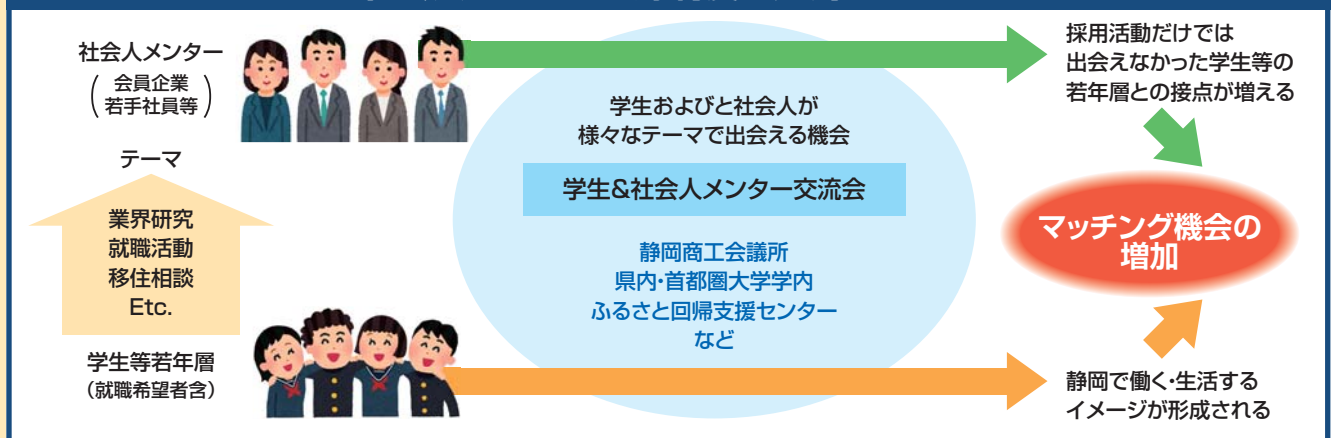 社会人メンター
(会員企業
若手社員等)
テーマ
業界研究
就職活動
移住相談
Etc.
学生等若年層
(就職希望者含)
学生およびと社会人が
様々なテーマで出会える機会
学生&社会人メンター交流会
静岡商工会議所
県内・首都圏大学学内
ふるさと回帰支援センター
など
採用活動だけでは
出会えなかった学生等の
若年層との接点が増える
マッチング機会の
増加
静岡で働く・生活する
イメージが形成される